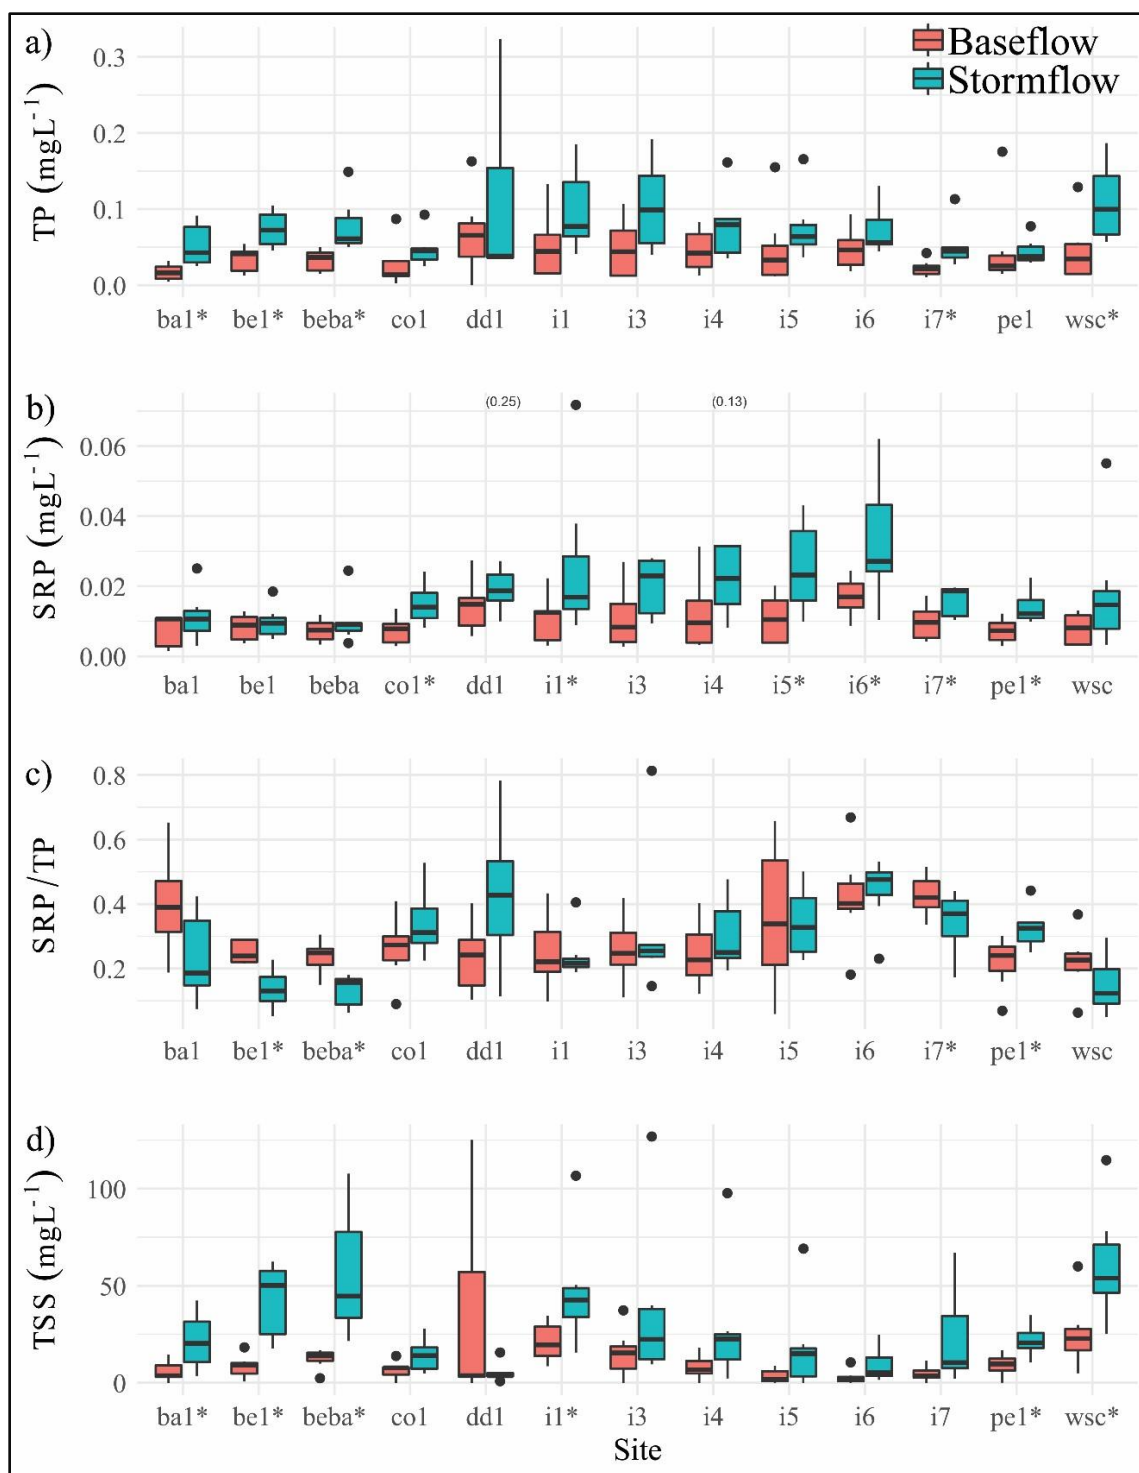 a)
Baseflow
Stormflow
TP (mgL⁻¹)
0.3
0.2
0.1
0.0
ba1* be1* beba* co1 dd1 i1 i3 i4 i5 i6 i7* pe1 wsc*
b)
(0.25) (0.13)
SRP (mgL⁻¹)
0.06
0.04
0.02
0.00
ba1 be1 beba co1* dd1 i1* i3 i4 i5* i6* i7* pe1* wsc
c)
SRP/TP
0.8
0.6
0.4
0.2
ba1 be1* beba* co1 dd1 i1 i3 i4 i5 i6 i7* pe1* wsc
d)
TSS (mgL⁻¹)
100
50
0
ba1* be1* beba* co1 dd1 i1* i3 i4 i5 i6 i7 pe1* wsc*
Site